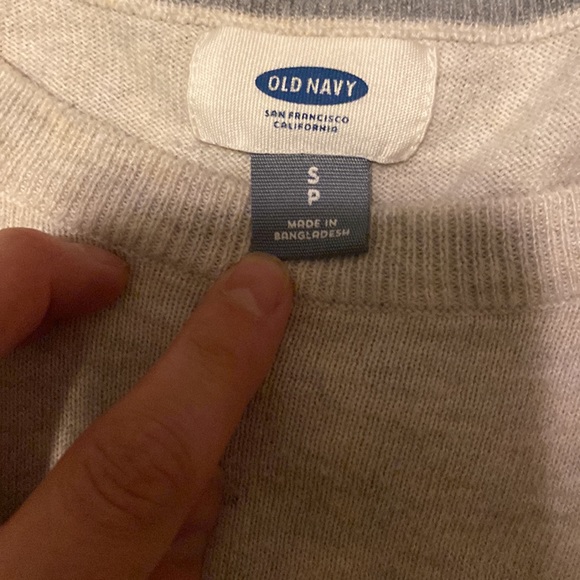 OLD NAVY
SAN FRANCISCO
CALIFORNIA
S
P
MADE IN
BANGLADESH